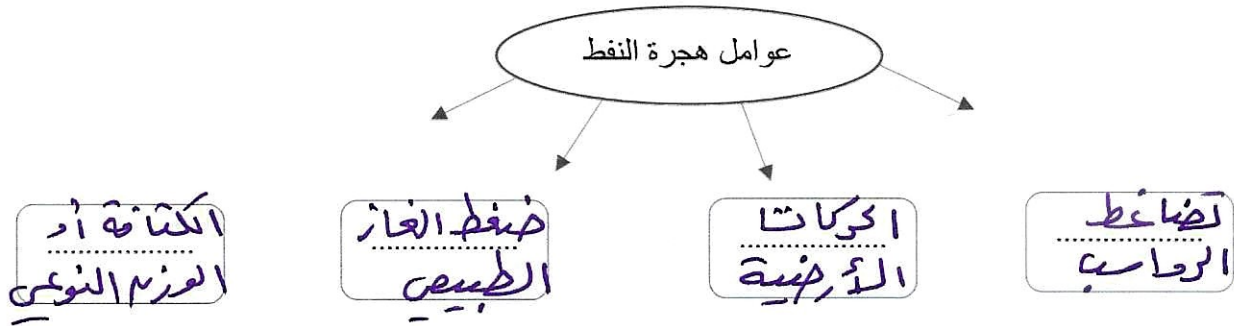 عوامل هجرة النفط
تضاغط
الرواسب
الحركات
الأرضية
ضغط الغاز
الطبيعي
الكثافة أو
الوزن النوعي